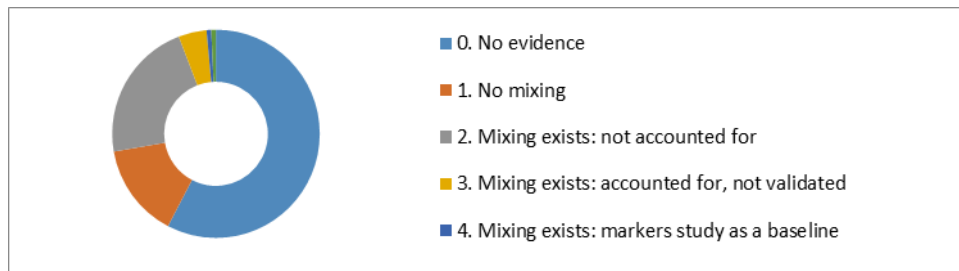 0. No evidence
1. No mixing
2. Mixing exists: not accounted for
3. Mixing exists: accounted for, not validated
4. Mixing exists: markers study as a baseline